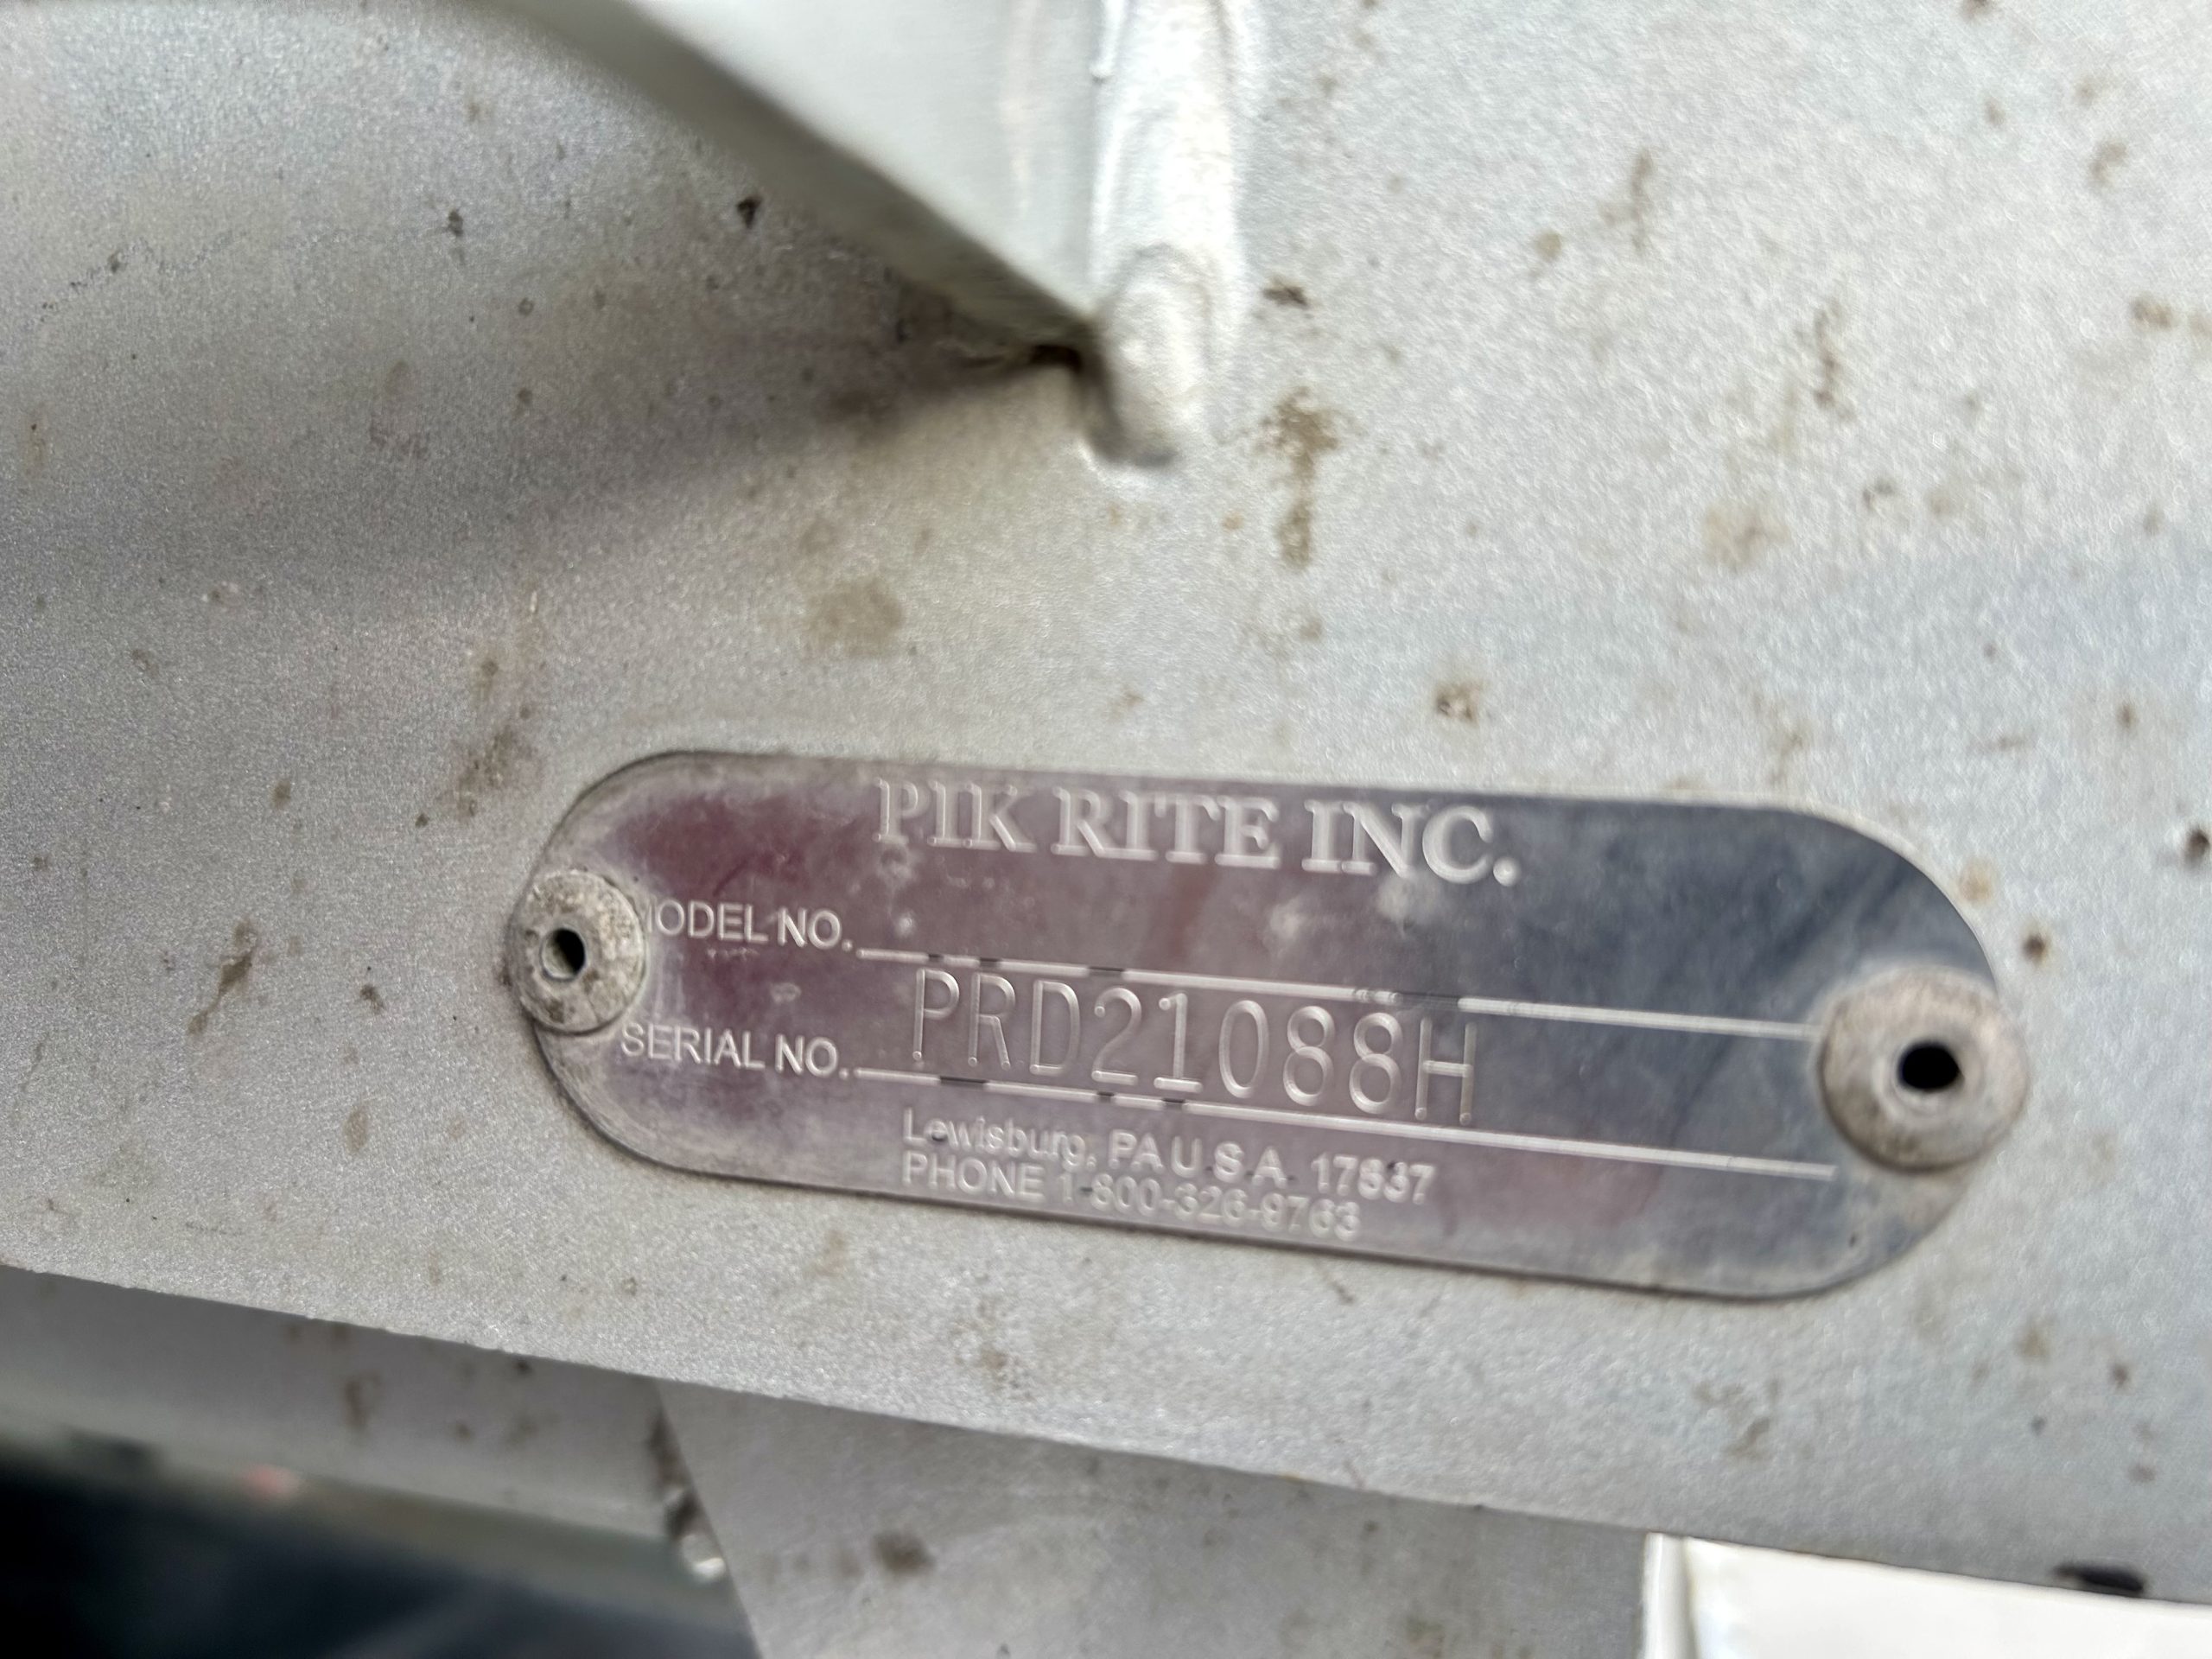 PIK RITE INC.
MODEL NO.
SERIAL NO. PRD21088H
Lewisburg, PA U.S.A. 17837
PHONE 1-800-326-9763